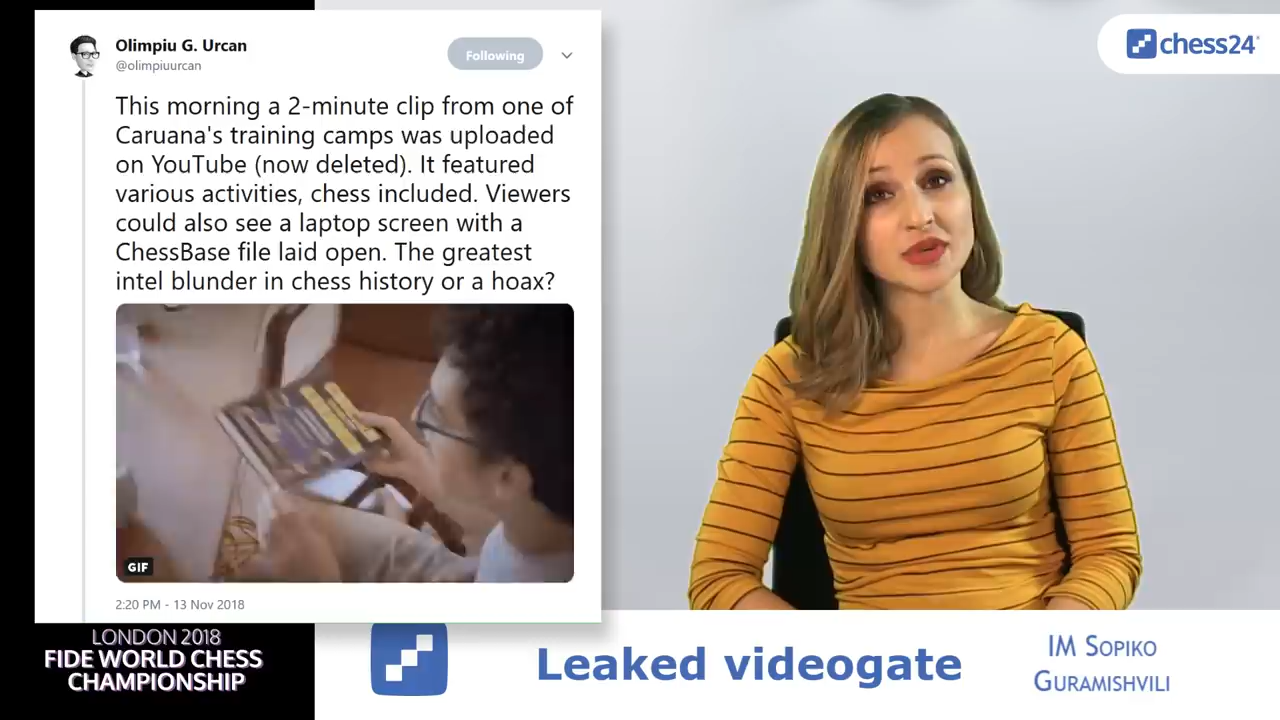 Olimpiu G. Urcan
@olimpiuurcan
Following
This morning a 2-minute clip from one of
Caruana's training camps was uploaded
on YouTube (now deleted). It featured
various activities, chess included. Viewers
could also see a laptop screen with a
ChessBase file laid open. The greatest
intel blunder in chess history or a hoax?
GIF
2:20 PM - 13 Nov 2018
chess24
LONDON 2018
FIDE WORLD CHESS
CHAMPIONSHIP
Leaked videogate
IM Sopiko
Guramishvili